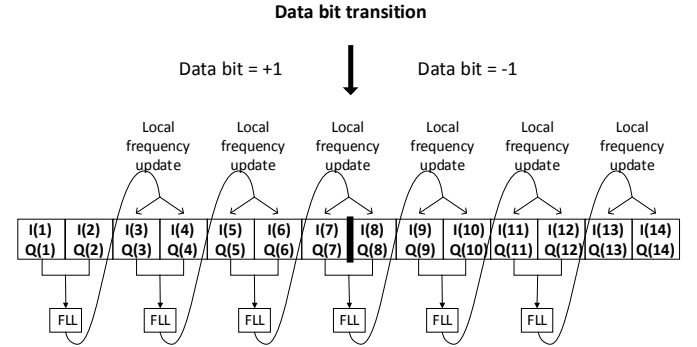 Data bit transition
Data bit = +1
Data bit = -1
Local
frequency
update
Local
frequency
update
Local
frequency
update
Local
frequency
update
Local
frequency
update
Local
frequency
update
I(1) I(2) I(3) I(4) I(5) I(6) I(7) I(8) I(9) I(10) I(11) I(12) I(13) I(14)
Q(1) Q(2) Q(3) Q(4) Q(5) Q(6) Q(7) Q(8) Q(9) Q(10) Q(11) Q(12) Q(13) Q(14)
FLL FLL FLL FLL FLL FLL